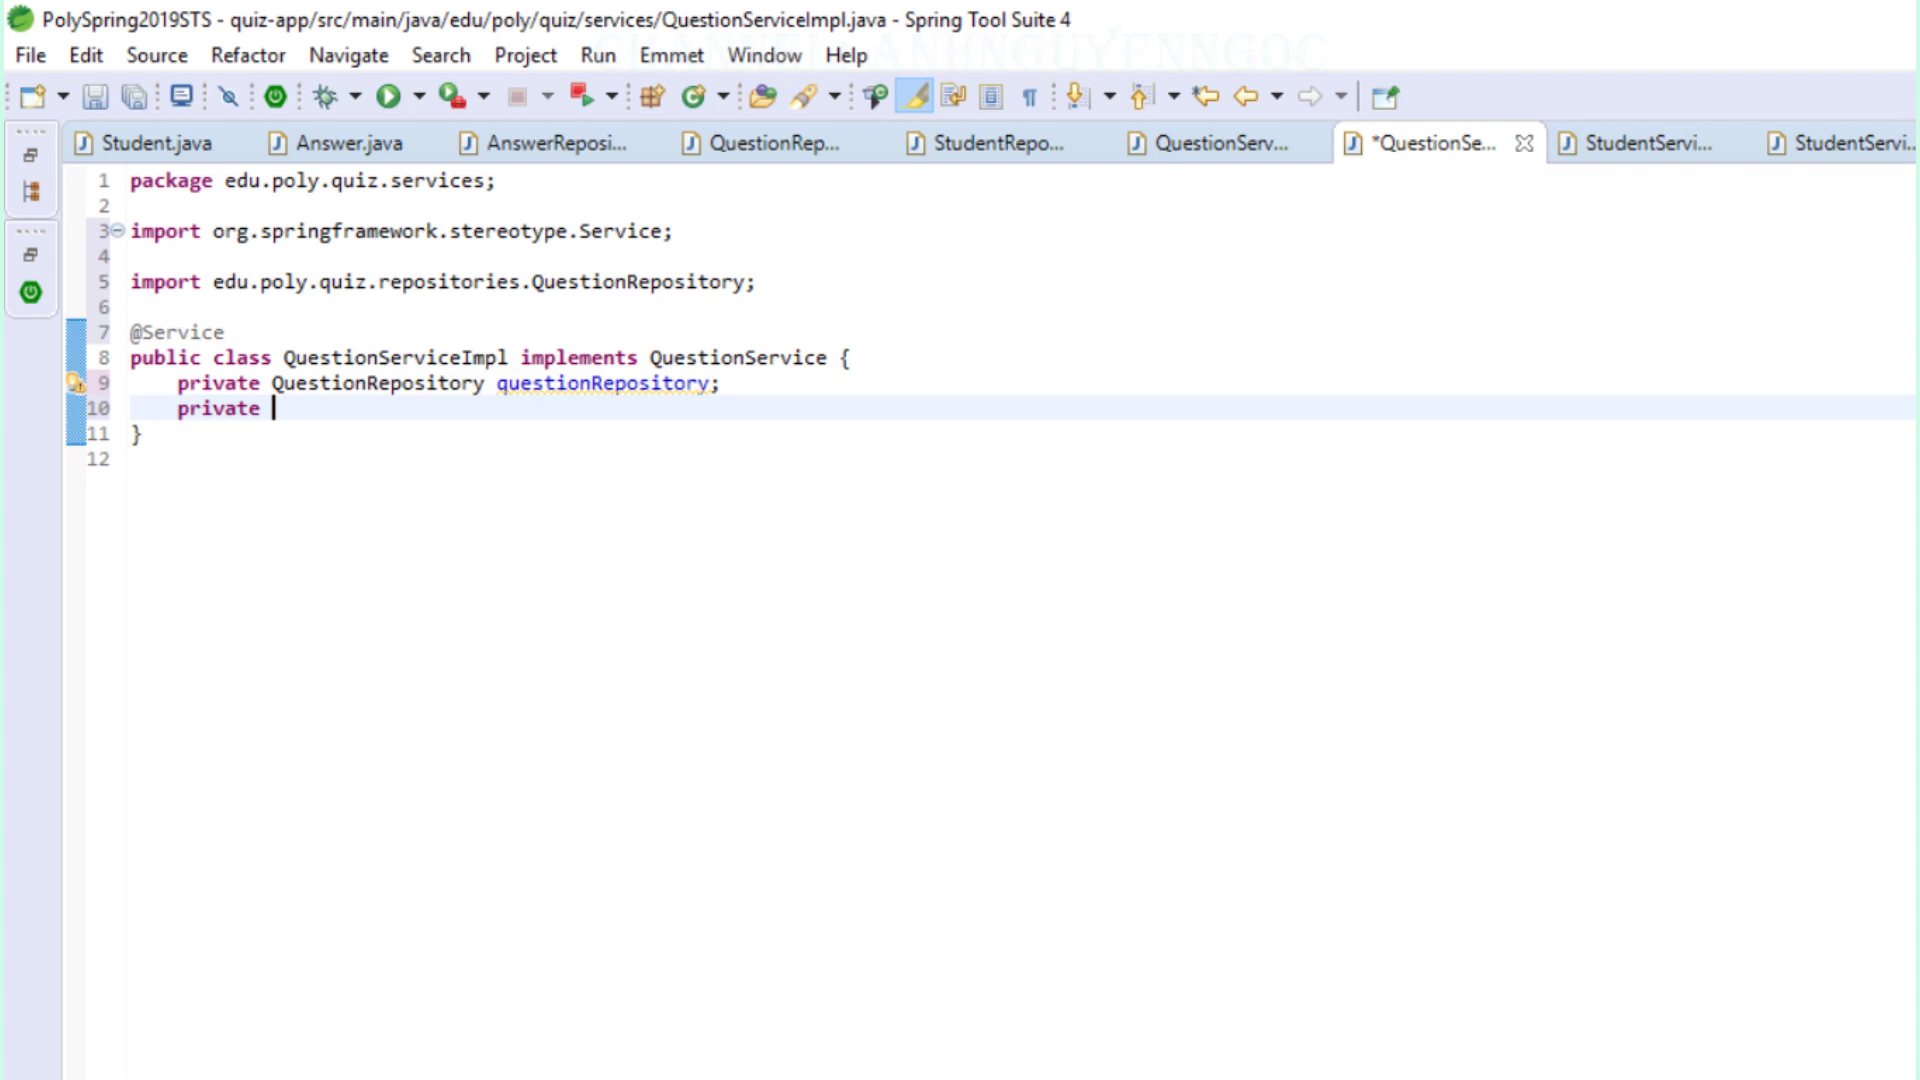 PolySpring2019STS - quiz-app/src/main/java/edu/poly/quiz/services/QuestionServiceImpl.java - Spring Tool Suite 4
CHANNEL ANHNGUYENNGOC
File Edit Source Refactor Navigate Search Project Run Emmet Window Help
Student.java Answer.java AnswerReposi... QuestionRep... StudentRepo... QuestionServ... *QuestionSe... StudentServi... StudentServi...
1 package edu.poly.quiz.services;
2
3 import org.springframework.stereotype.Service;
4
5 import edu.poly.quiz.repositories.QuestionRepository;
6
7 @Service
8 public class QuestionServiceImpl implements QuestionService {
9 private QuestionRepository questionRepository;
10 private
11 }
12